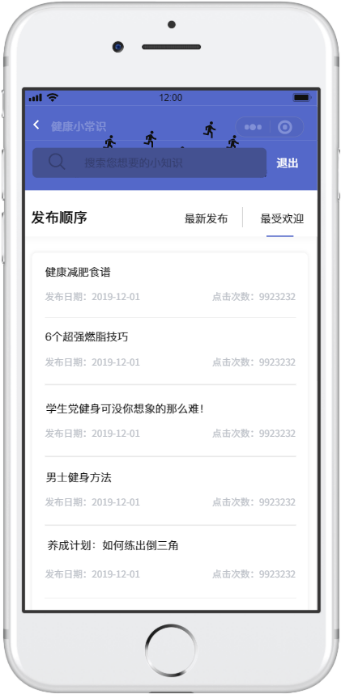 12:00
健康小常识
搜索您想要的小知识
退出
发布顺序 最新发布 最受欢迎
健康减肥食谱
发布日期：2019-12-01 点击次数：9923232
6个超强燃脂技巧
发布日期：2019-12-01 点击次数：9923232
学生党健身可没你想象的那么难！
发布日期：2019-12-01 点击次数：9923232
男士健身方法
发布日期：2019-12-01 点击次数：9923232
养成计划：如何练出倒三角
发布日期：2019-12-01 点击次数：9923232